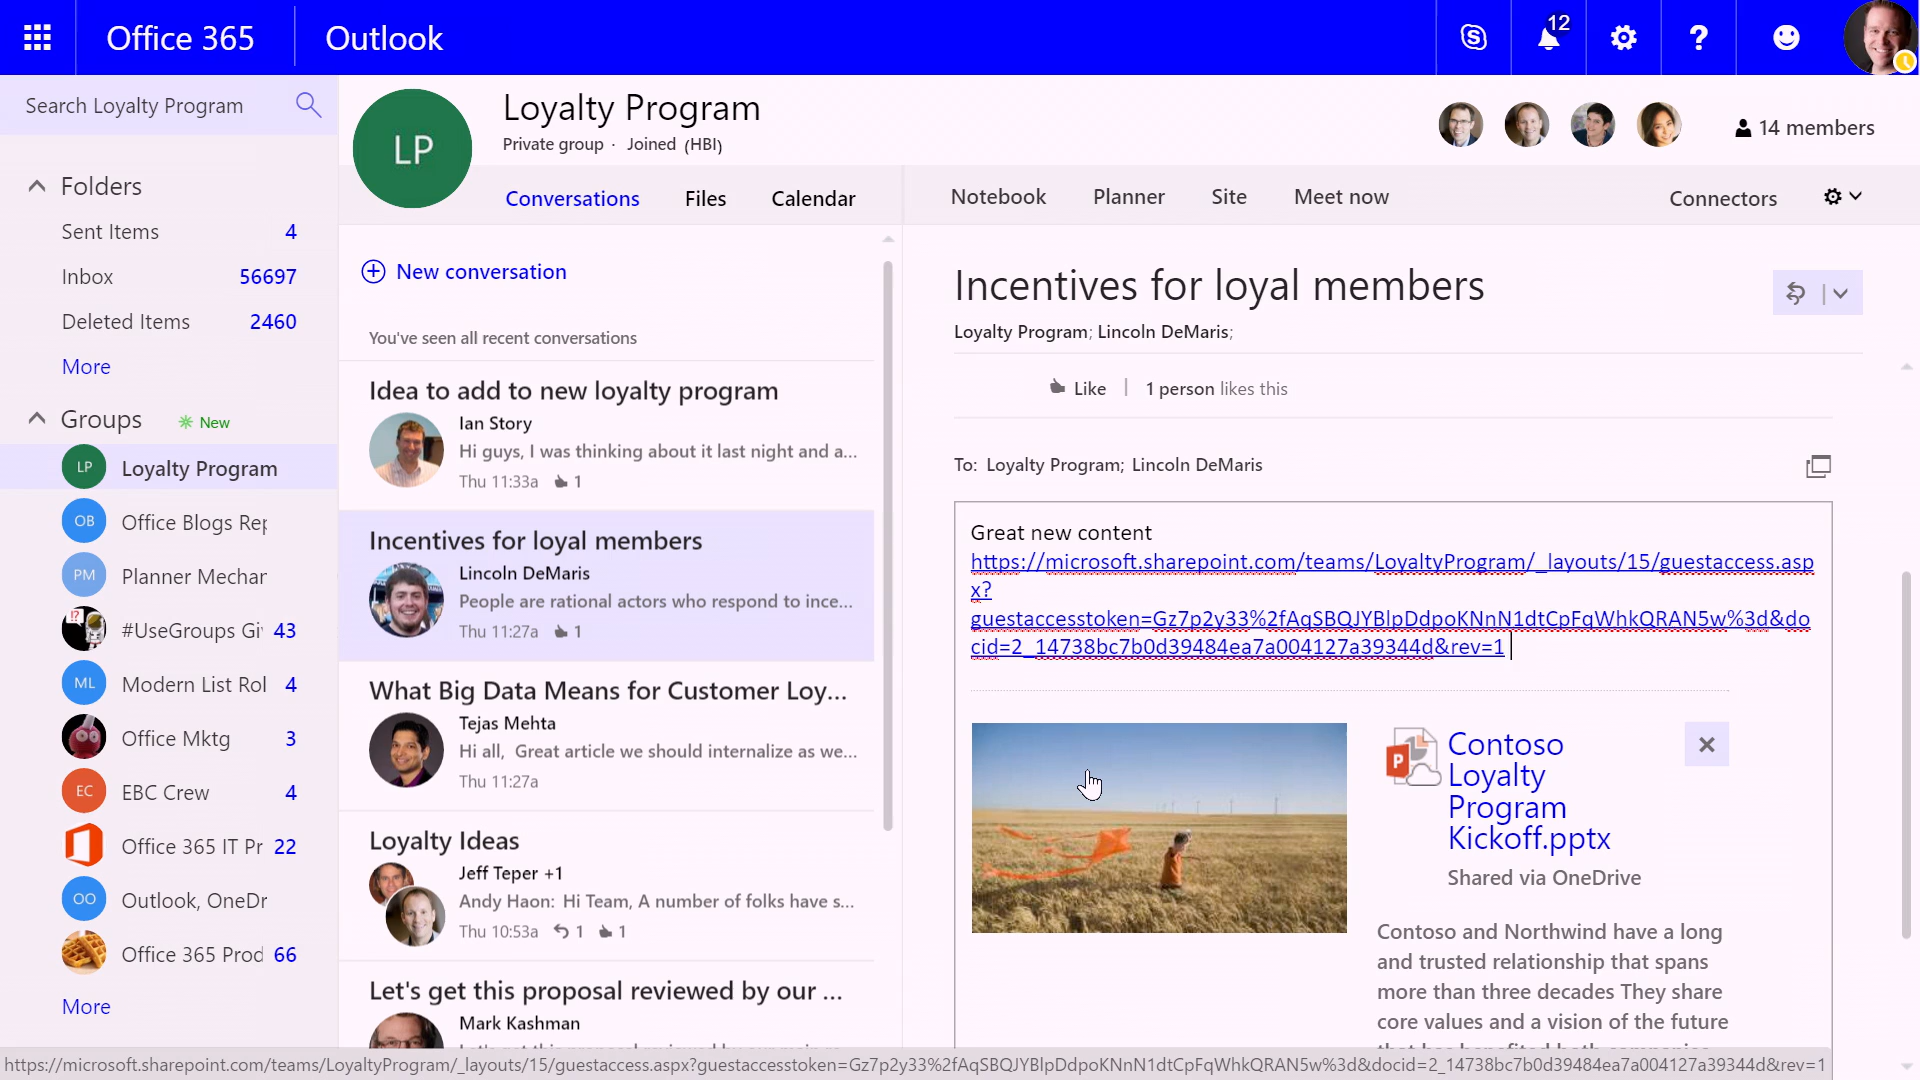 Office 365
Outlook
12
Search Loyalty Program
Folders
Sent Items 4
Inbox 56697
Deleted Items 2460
More
Groups New
LP Loyalty Program
OB Office Blogs Rep
PM Planner Mechar
!? #UseGroups Gi 43
ML Modern List Rol 4
Office Mktg 3
EC EBC Crew 4
Office 365 IT Pr 22
OO Outlook, OneDr
Office 365 Prod 66
More
LP
Loyalty Program
Private group · Joined (HBI)
14 members
Conversations Files Calendar
Notebook Planner Site Meet now
Connectors
New conversation
You've seen all recent conversations
Idea to add to new loyalty program
Ian Story
Hi guys, I was thinking about it last night and a...
Thu 11:33a 1
Incentives for loyal members
Lincoln DeMaris
People are rational actors who respond to ince...
Thu 11:27a 1
What Big Data Means for Customer Loy...
Tejas Mehta
Hi all, Great article we should internalize as we...
Thu 11:27a
Loyalty Ideas
Jeff Teper +1
Andy Haon: Hi Team, A number of folks have s...
Thu 10:53a 1 1
Let's get this proposal reviewed by our ...
Mark Kashman
Incentives for loyal members
Loyalty Program; Lincoln DeMaris;
Like | 1 person likes this
To: Loyalty Program; Lincoln DeMaris
Great new content
https://microsoft.sharepoint.com/teams/LoyaltyProgram/_layouts/15/guestaccess.asp
x?
guestaccesstoken=Gz7p2y33%2fAqSBQJYBlpDdpoKNnN1dtCpFqWhkQRAN5w%3d&do
cid=2_14738bc7b0d39484ea7a004127a39344d&rev=1
Contoso
Loyalty
Program
Kickoff.pptx
Shared via OneDrive
Contoso and Northwind have a long
and trusted relationship that spans
more than three decades They share
core values and a vision of the future
https://microsoft.sharepoint.com/teams/LoyaltyProgram/_layouts/15/guestaccess.aspx?guestaccesstoken=Gz7p2y33%2fAqSBQJYBlpDdpoKNnN1dtCpFqWhkQRAN5w%3d&docid=2_14738bc7b0d39484ea7a004127a39344d&rev=1